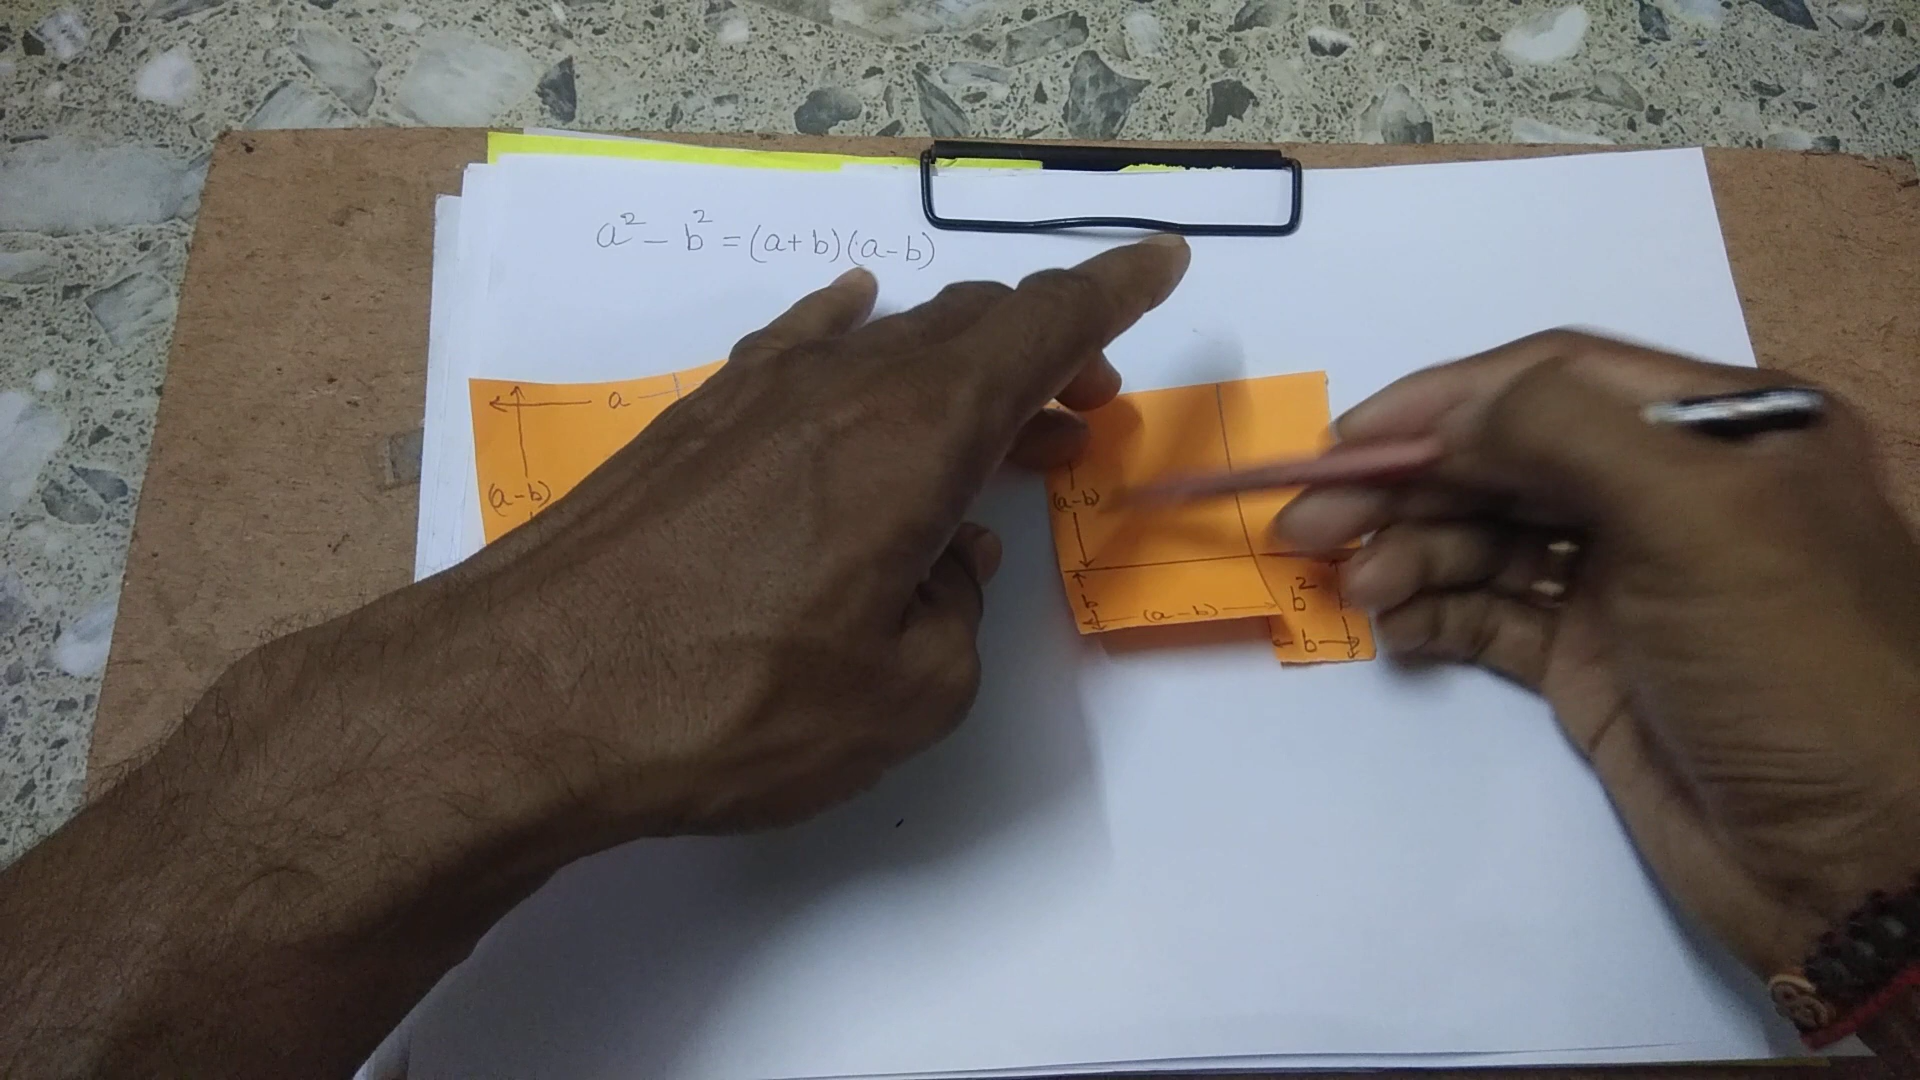 a² - b² = (a+b)(a-b)
a
(a-b)
(a-b)
b
(a-b)
b²
b